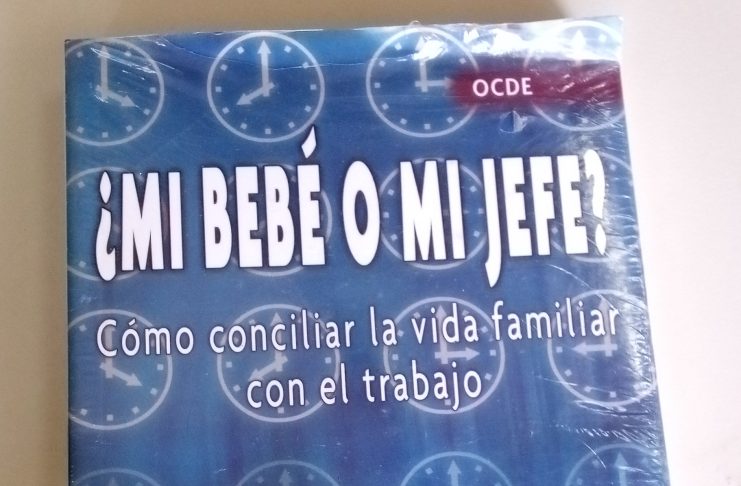 OCDE
¿MI BEBÉ O MI JEFE?
Cómo conciliar la vida familiar
con el trabajo